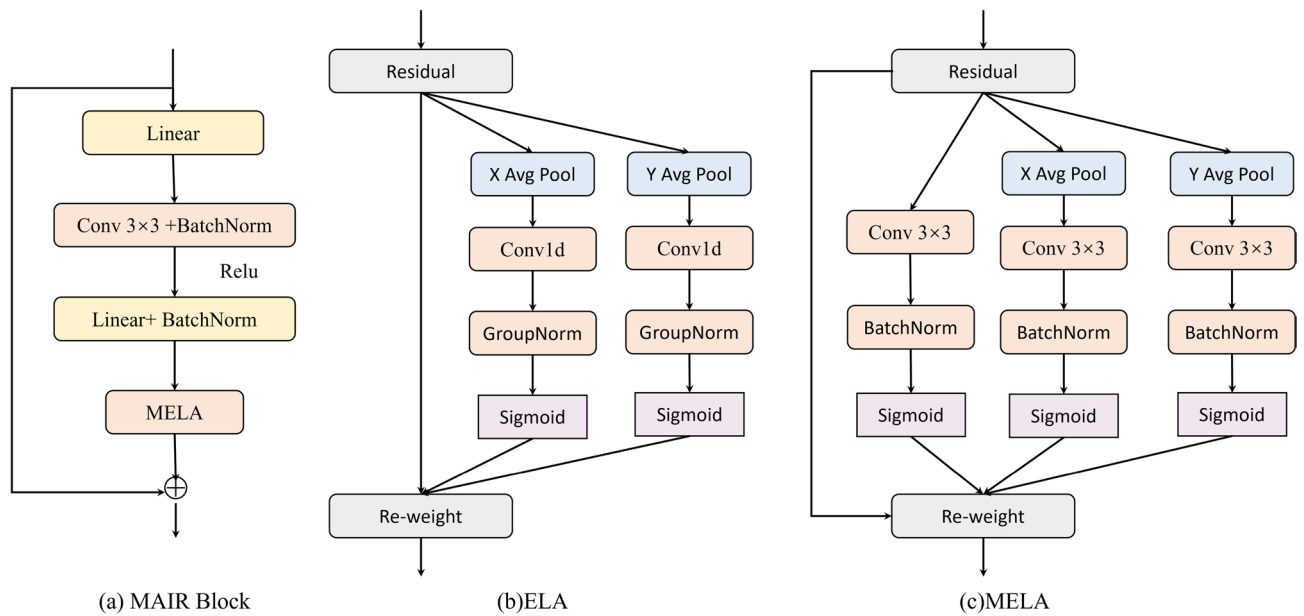 Linear
Conv 3×3 +BatchNorm
Relu
Linear+ BatchNorm
MELA
(a) MAIR Block
Residual
X Avg Pool
Y Avg Pool
Conv1d
Conv1d
GroupNorm
GroupNorm
Sigmoid
Sigmoid
Re-weight
(b)ELA
Residual
X Avg Pool
Y Avg Pool
Conv 3×3
Conv 3×3
Conv 3×3
BatchNorm
BatchNorm
BatchNorm
Sigmoid
Sigmoid
Sigmoid
Re-weight
(c)MELA